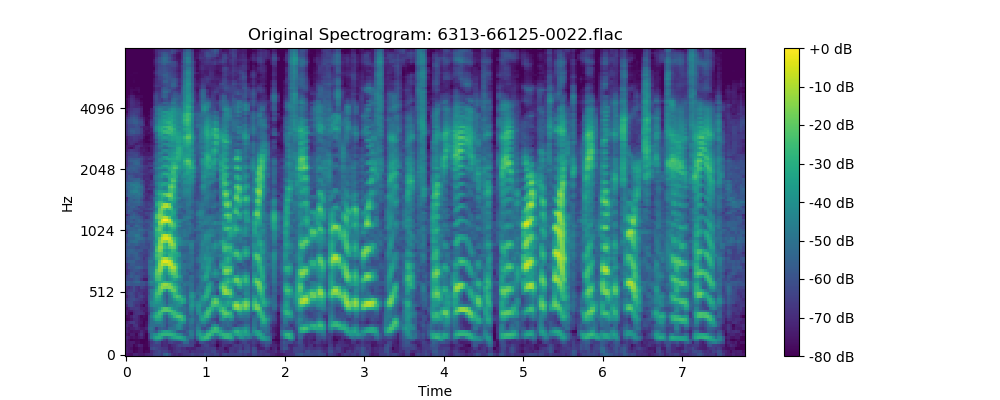 Original Spectrogram: 6313-66125-0022.flac
Hz
4096
2048
1024
512
0
0 1 2 3 4 5 6 7
Time
+0 dB
-10 dB
-20 dB
-30 dB
-40 dB
-50 dB
-60 dB
-70 dB
-80 dB